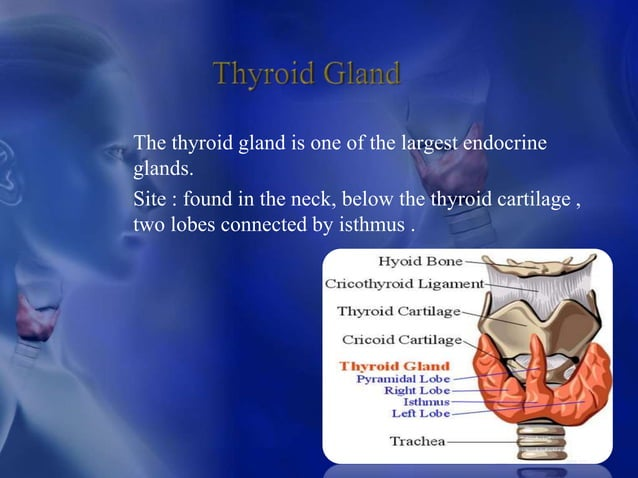 Thyroid Gland
The thyroid gland is one of the largest endocrine
glands.
Site : found in the neck, below the thyroid cartilage ,
two lobes connected by isthmus .
Hyoid Bone
Cricothyroid Ligament
Thyroid Cartilage
Cricoid Cartilage
Thyroid Gland
Pyramidal Lobe
Right Lobe
Isthmus
Left Lobe
Trachea